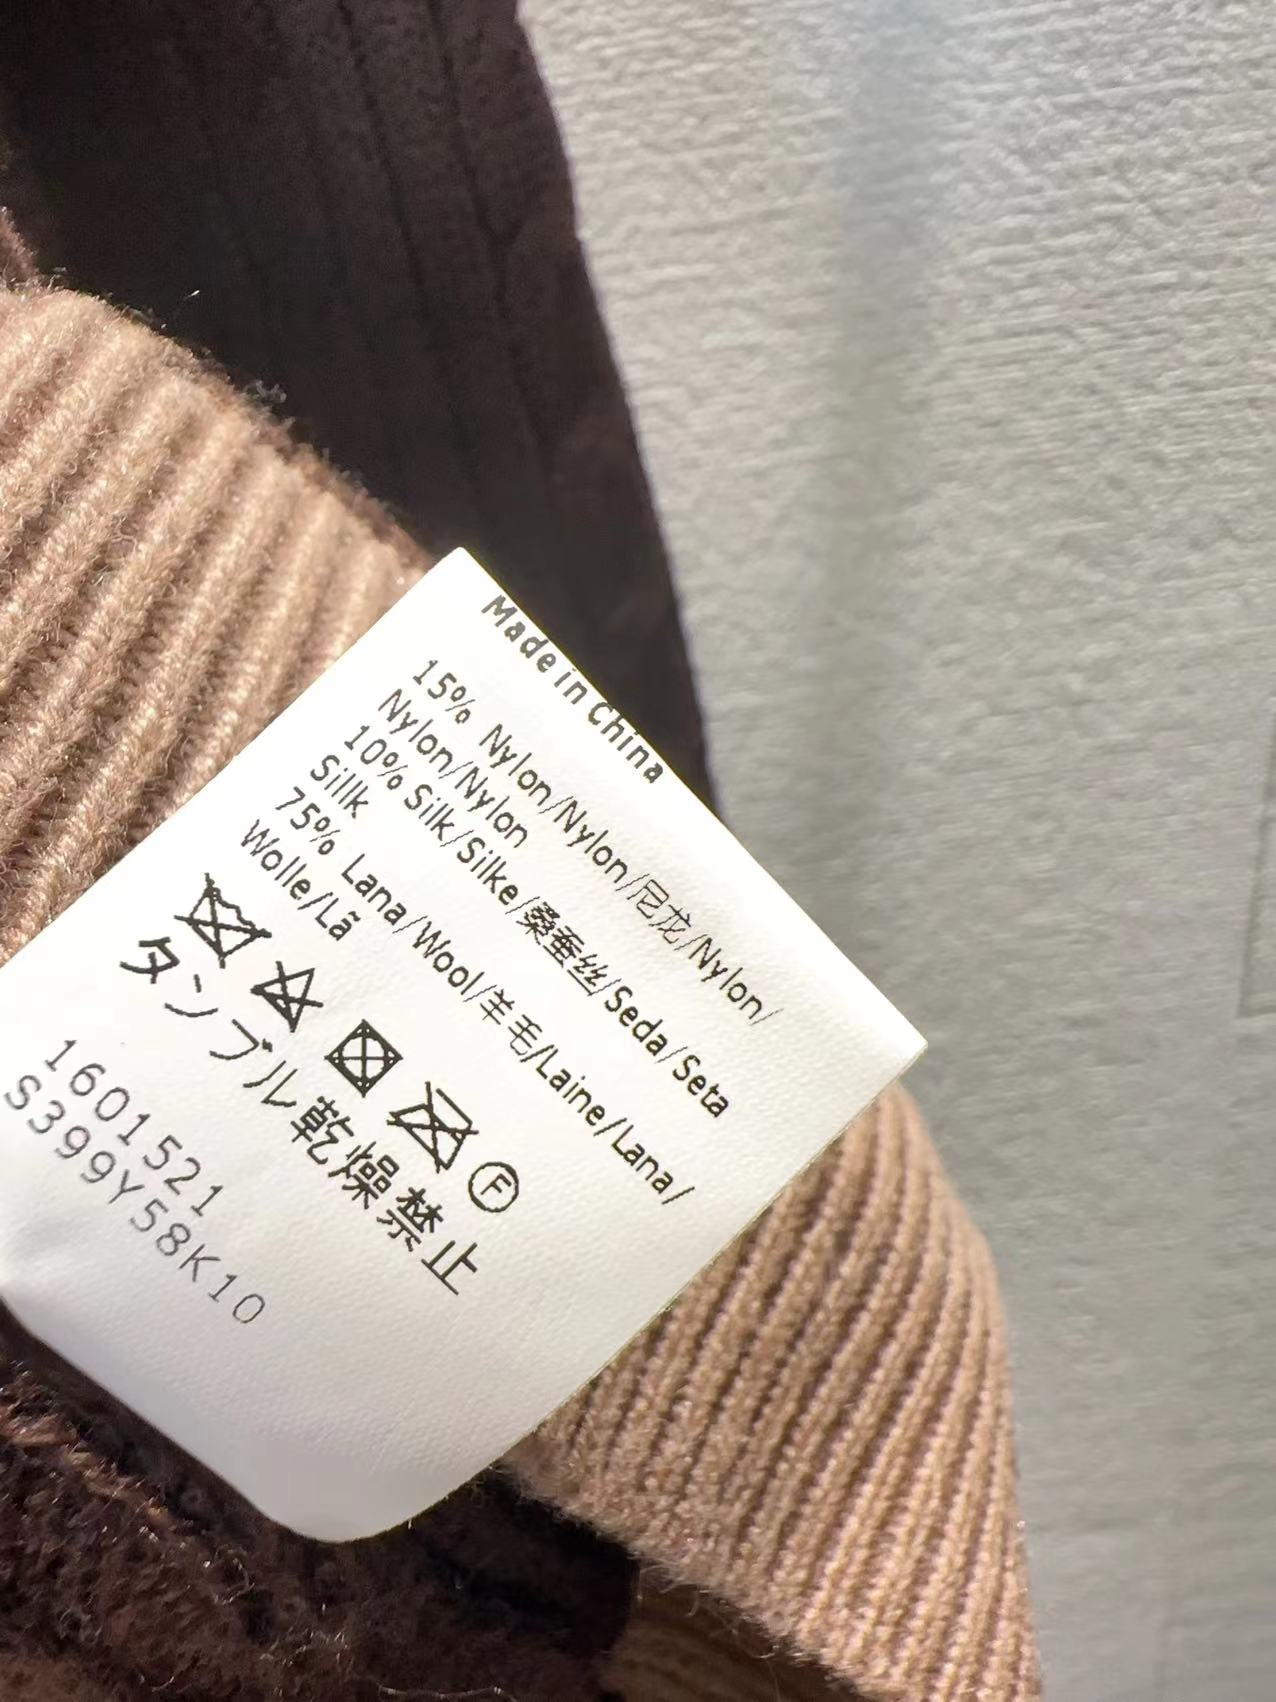 Made in China
15% Nylon/Nylon/尼龙/Nylon/
Nylon/Nylon
10% Silk/Silke/桑蚕丝/Seda/Seta
Sillk
75% Lana/Wool/羊毛/Laine/Lana/
Wolle/Lã
F
タンブル乾燥禁止
1601521
S399Y58K10